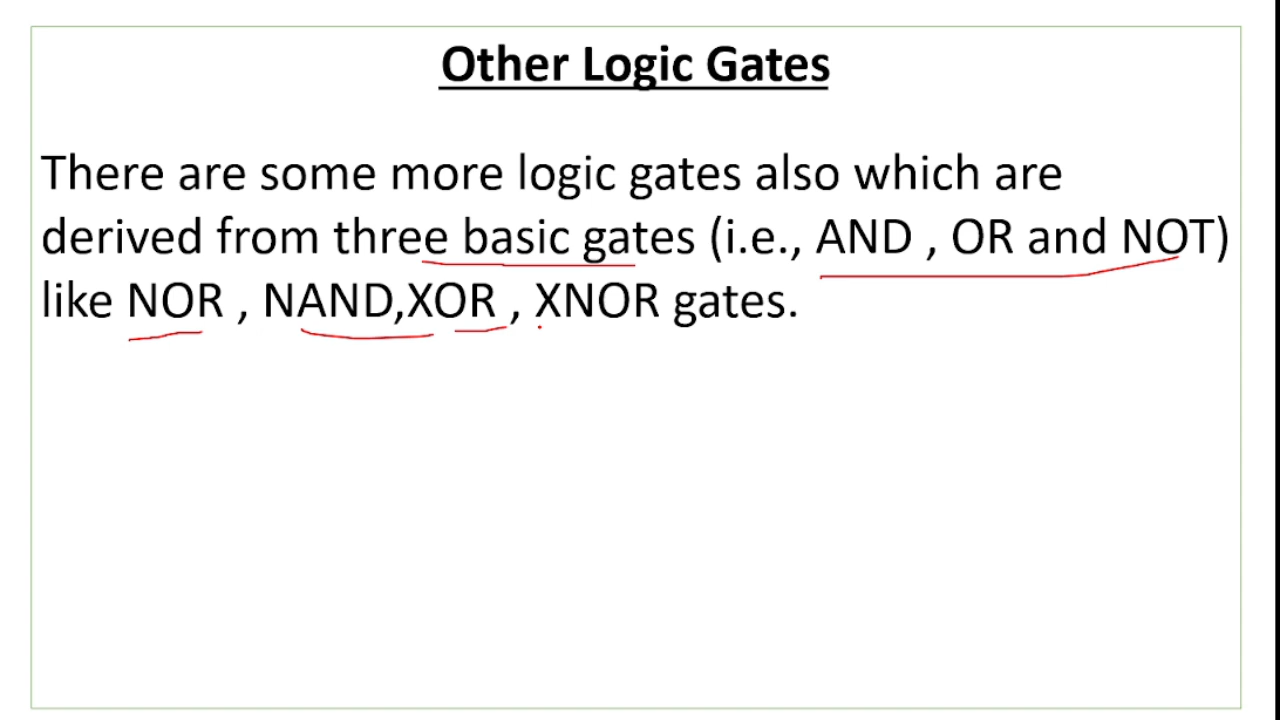 Other Logic Gates
There are some more logic gates also which are
derived from three basic gates (i.e., AND , OR and NOT)
like NOR , NAND,XOR , XNOR gates.